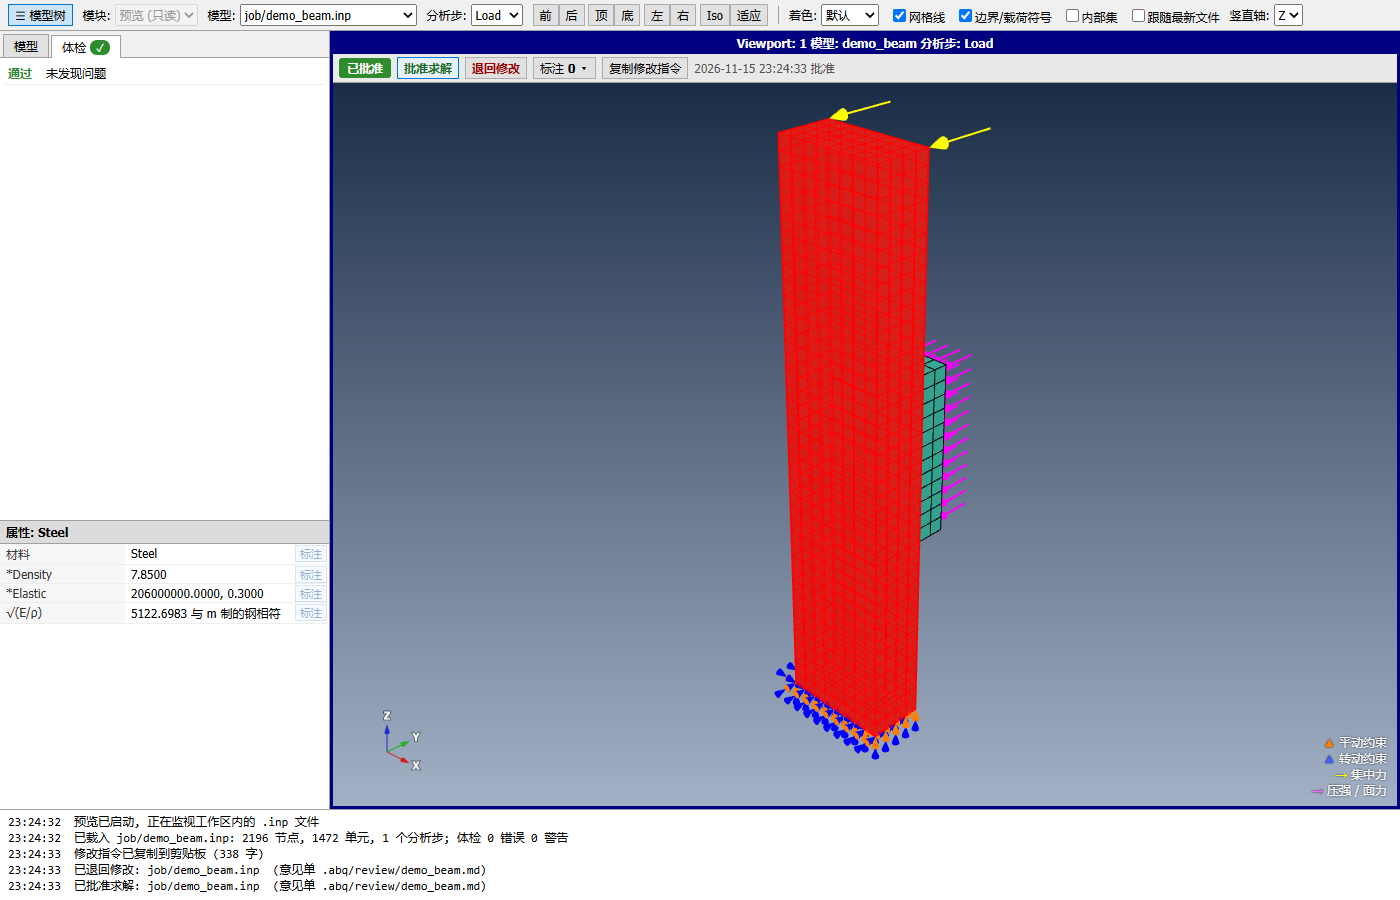 ☰ 模型树 模块: 预览 (只读) 模型: job/demo_beam.inp 分析步: Load 前 后 顶 底 左 右 Iso 适应 着色: 默认 网格线 边界/载荷符号 内部集 跟随最新文件 竖直轴: Z
模型 体检 ✓
通过 未发现问题
Viewport: 1 模型: demo_beam 分析步: Load
已批准 批准求解 退回修改 标注 0 复制修改指令 2026-11-15 23:24:33 批准
属性: Steel
材料 Steel 标注
*Density 7.8500 标注
*Elastic 206000000.0000, 0.3000 标注
√(E/ρ) 5122.6983 与 m 制的钢相符 标注
Z
Y
X
平动约束
转动约束
→ 集中力
⇒ 压强 / 面力
23:24:32 预览已启动, 正在监视工作区内的 .inp 文件
23:24:32 已载入 job/demo_beam.inp: 2196 节点, 1472 单元, 1 个分析步; 体检 0 错误 0 警告
23:24:33 修改指令已复制到剪贴板 (338 字)
23:24:33 已退回修改: job/demo_beam.inp (意见单 .abq/review/demo_beam.md)
23:24:33 已批准求解: job/demo_beam.inp (意见单 .abq/review/demo_beam.md)